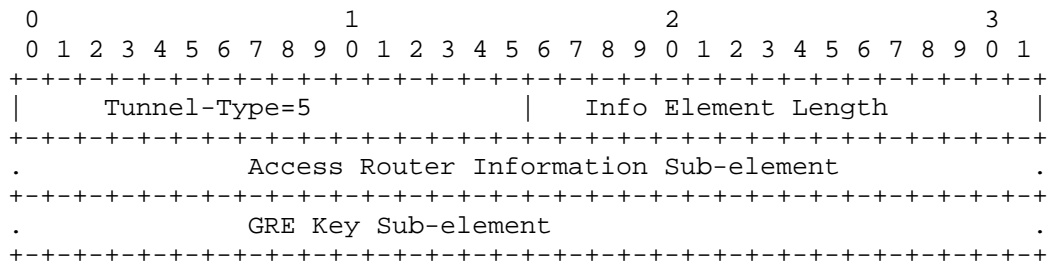 0                   1                   2                   3
 0 1 2 3 4 5 6 7 8 9 0 1 2 3 4 5 6 7 8 9 0 1 2 3 4 5 6 7 8 9 0 1
+-+-+-+-+-+-+-+-+-+-+-+-+-+-+-+-+-+-+-+-+-+-+-+-+-+-+-+-+-+-+-+-+
|     Tunnel-Type=5             |   Info Element Length         |
+-+-+-+-+-+-+-+-+-+-+-+-+-+-+-+-+-+-+-+-+-+-+-+-+-+-+-+-+-+-+-+-+
.              Access Router Information Sub-element            .
+-+-+-+-+-+-+-+-+-+-+-+-+-+-+-+-+-+-+-+-+-+-+-+-+-+-+-+-+-+-+-+-+
.              GRE Key Sub-element                              .
+-+-+-+-+-+-+-+-+-+-+-+-+-+-+-+-+-+-+-+-+-+-+-+-+-+-+-+-+-+-+-+-+